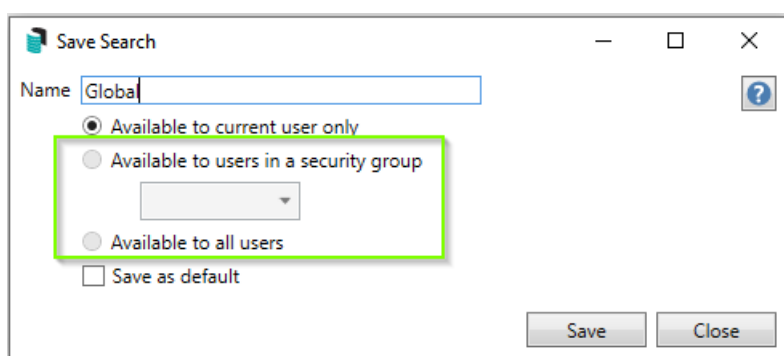 Save Search
Name Global
Available to current user only
Available to users in a security group
Available to all users
Save as default
Save Close